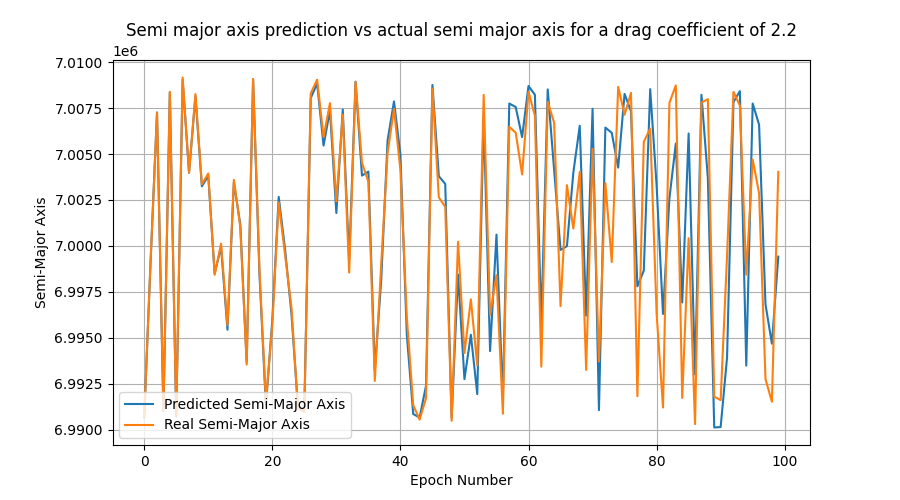 Semi major axis prediction vs actual semi major axis for a drag coefficient of 2.2
1e6
7.0100
7.0075
7.0050
7.0025
7.0000
6.9975
6.9950
6.9925
6.9900
Semi-Major Axis
Predicted Semi-Major Axis
Real Semi-Major Axis
0 20 40 60 80 100
Epoch Number